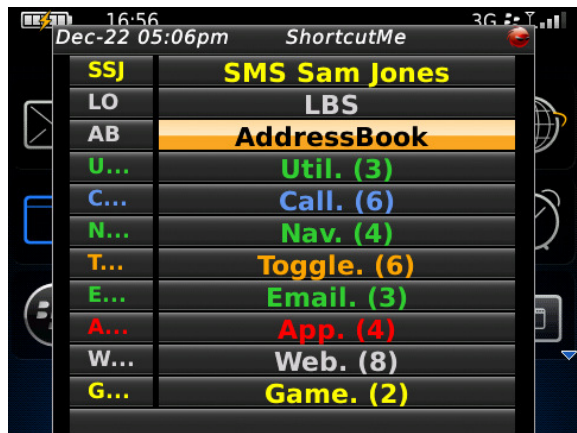 16:56 3G
Dec-22 05:06pm ShortcutMe
SSJ SMS Sam Jones
LO LBS
AB AddressBook
U... Util. (3)
C... Call. (6)
N... Nav. (4)
T... Toggle. (6)
E... Email. (3)
A... App. (4)
W... Web. (8)
G... Game. (2)